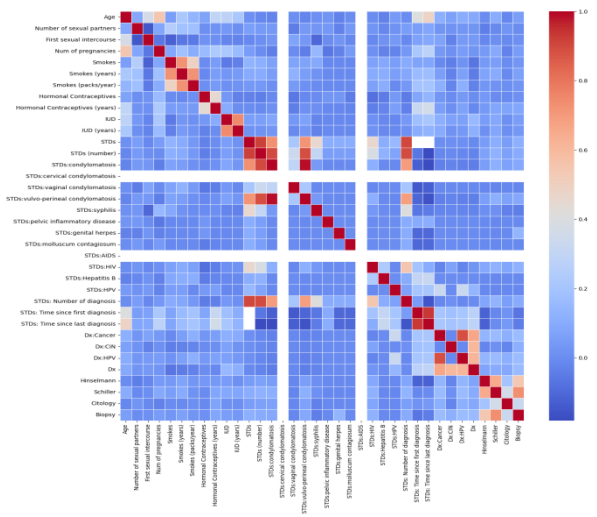 Age
Number of sexual partners
First sexual intercourse
Num of pregnancies
Smokes
Smokes (years)
Smokes (packs/year)
Hormonal Contraceptives
Hormonal Contraceptives (years)
IUD
IUD (years)
STDs
STDs (number)
STDs:condylomatosis
STDs:cervical condylomatosis
STDs:vaginal condylomatosis
STDs:vulvo-perineal condylomatosis
STDs:syphilis
STDs:pelvic inflammatory disease
STDs:genital herpes
STDs:molluscum contagiosum
STDs:AIDS
STDs:HIV
STDs:Hepatitis B
STDs:HPV
STDs: Number of diagnosis
STDs: Time since first diagnosis
STDs: Time since last diagnosis
Dx:Cancer
Dx:CIN
Dx:HPV
Dx
Hinselmann
Schiller
Citology
Biopsy
Age
Number of sexual partners
First sexual intercourse
Num of pregnancies
Smokes
Smokes (years)
Smokes (packs/year)
Hormonal Contraceptives
Hormonal Contraceptives (years)
IUD
IUD (years)
STDs
STDs (number)
STDs:condylomatosis
STDs:cervical condylomatosis
STDs:vaginal condylomatosis
STDs:vulvo-perineal condylomatosis
STDs:syphilis
STDs:pelvic inflammatory disease
STDs:genital herpes
STDs:molluscum contagiosum
STDs:AIDS
STDs:HIV
STDs:Hepatitis B
STDs:HPV
STDs: Number of diagnosis
STDs: Time since first diagnosis
STDs: Time since last diagnosis
Dx:Cancer
Dx:CIN
Dx:HPV
Dx
Hinselmann
Schiller
Citology
Biopsy
1.0
0.8
0.6
0.4
0.2
0.0